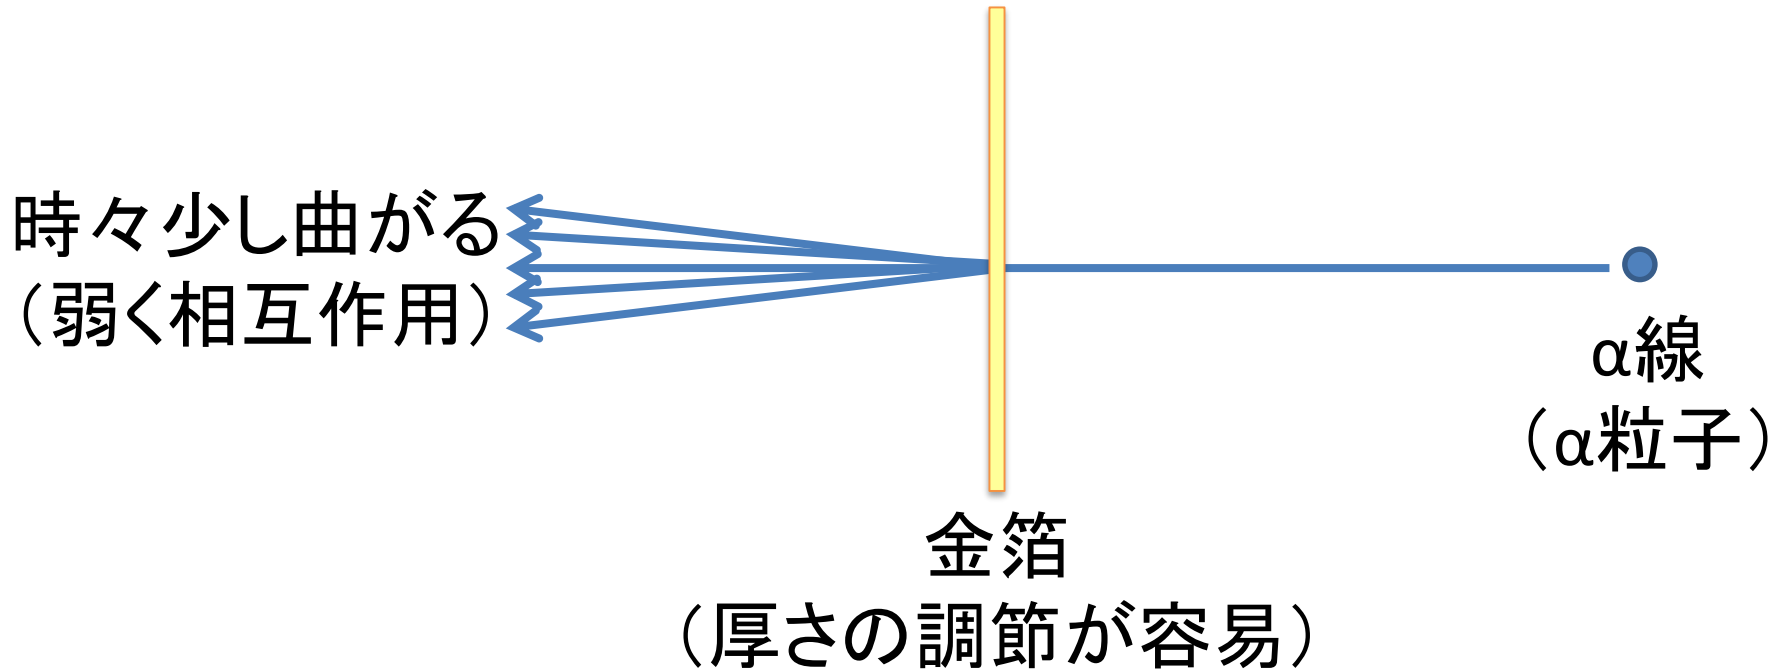 時々少し曲がる
（弱く相互作用）
α線
（α粒子）
金箔
（厚さの調節が容易）